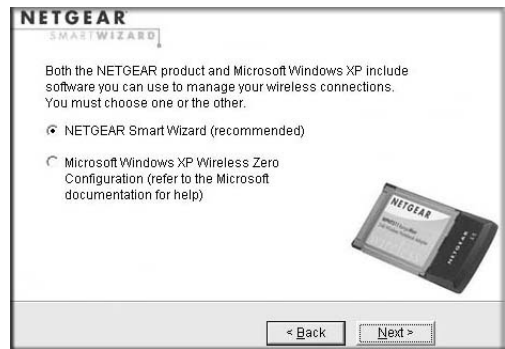 NETGEAR
SMARTWIZARD
Both the NETGEAR product and Microsoft Windows XP include
software you can use to manage your wireless connections.
You must choose one or the other.
NETGEAR Smart Wizard (recommended)
Microsoft Windows XP Wireless Zero
Configuration (refer to the Microsoft
documentation for help)
NETGEAR
NETGEAR
< Back
Next >